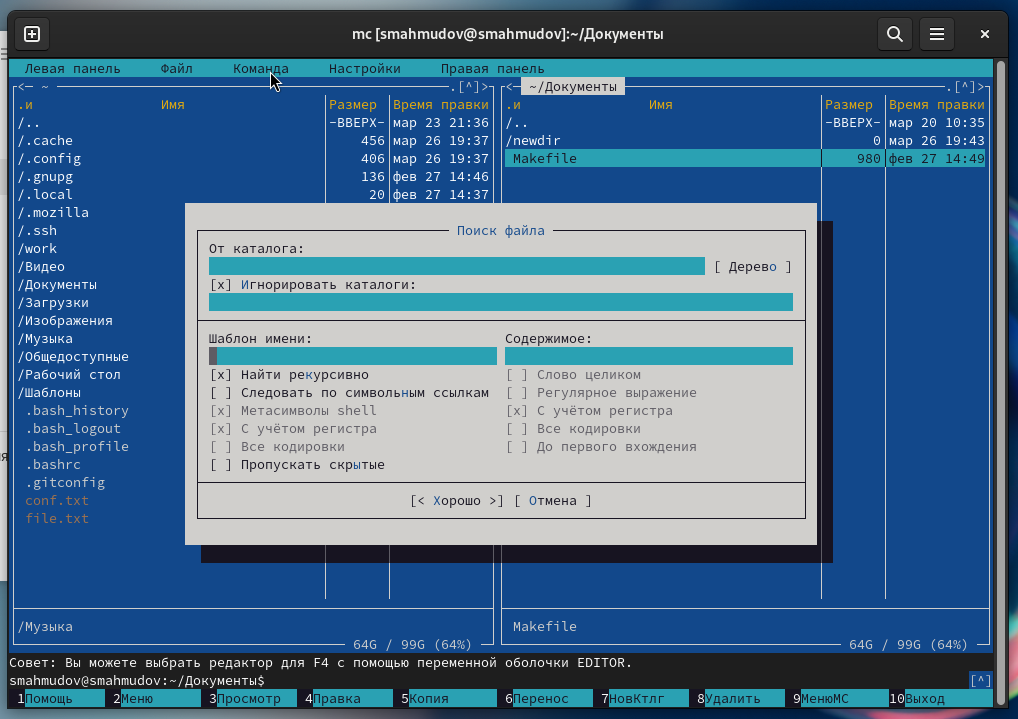 mc [smahmudov@smahmudov]:~/Документы
Левая панель Файл Команда Настройки Правая панель
<─ ~ .[^]> <─ ~/Документы .[^]>
.и Имя Размер Время правки .и Имя Размер Время правки
/.. -ВВЕРХ- мар 23 21:36 /.. -ВВЕРХ- мар 20 10:35
/.cache 456 мар 26 19:37 /newdir 0 мар 26 19:43
/.config 406 мар 26 19:37 Makefile 980 фев 27 14:49
/.gnupg 136 фев 27 14:46
/.local 20 фев 27 14:37
/.mozilla
/.ssh
/work
/Видео
/Документы
/Загрузки
/Изображения
/Музыка
/Общедоступные
/Рабочий стол
/Шаблоны
.bash_history
.bash_logout
.bash_profile
.bashrc
.gitconfig
conf.txt
file.txt
Поиск файла
От каталога:
[ Дерево ]
[x] Игнорировать каталоги:
Шаблон имени: Содержимое:
[x] Найти рекурсивно [ ] Слово целиком
[ ] Следовать по символьным ссылкам [ ] Регулярное выражение
[x] Метасимволы shell [x] С учётом регистра
[x] С учётом регистра [ ] Все кодировки
[ ] Все кодировки [ ] До первого вхождения
[ ] Пропускать скрытые
[< Хорошо >] [ Отмена ]
/Музыка Makefile
64G / 99G (64%) 64G / 99G (64%)
Совет: Вы можете выбрать редактор для F4 с помощью переменной оболочки EDITOR.
smahmudov@smahmudov:~/Документы$ [^]
1Помощь 2Меню 3Просмотр 4Правка 5Копия 6Перенос 7НовКтлг 8Удалить 9МенюМС 10Выход